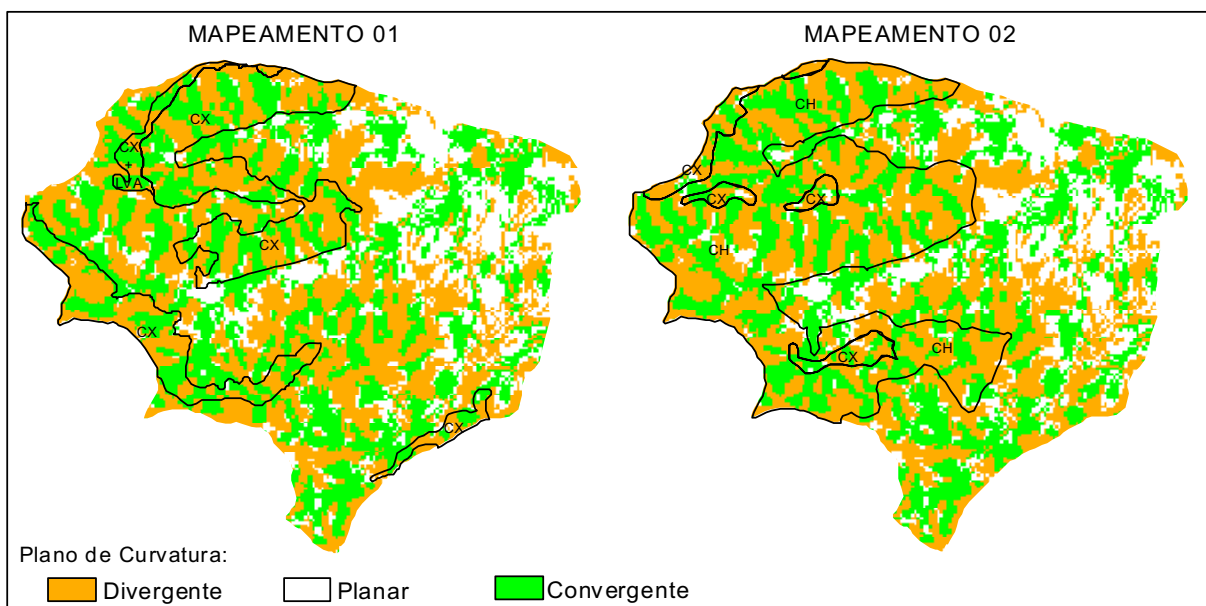 MAPEAMENTO 01
MAPEAMENTO 02
CX
CX
LVA
CX
CX
CX
CH
CX
CX
CX
CH
CX
CH
Plano de Curvatura:
Divergente
Planar
Convergente